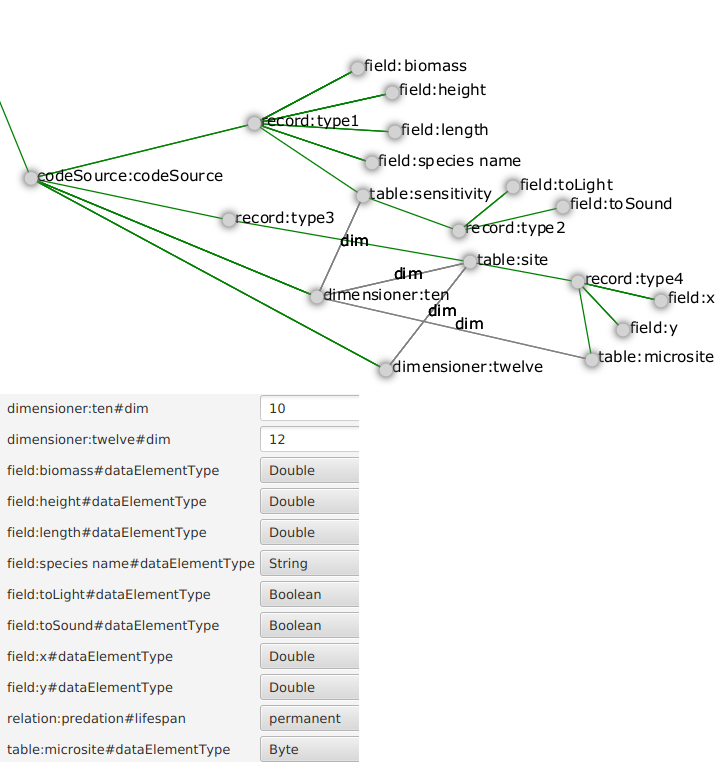 field:biomass
field:height
record:type1
field:length
field:species name
codeSource:codeSource
field:toLight
table:sensitivity
field:toSound
record:type3
record:type2
dim
table:site
dim
record:type4
dimensioner:ten
field:x
dim
dim
field:y
table:microsite
dimensioner:twelve
dimensioner:ten#dim 10
dimensioner:twelve#dim 12
field:biomass#dataElementType Double
field:height#dataElementType Double
field:length#dataElementType Double
field:species name#dataElementType String
field:toLight#dataElementType Boolean
field:toSound#dataElementType Boolean
field:x#dataElementType Double
field:y#dataElementType Double
relation:predation#lifespan permanent
table:microsite#dataElementType Byte